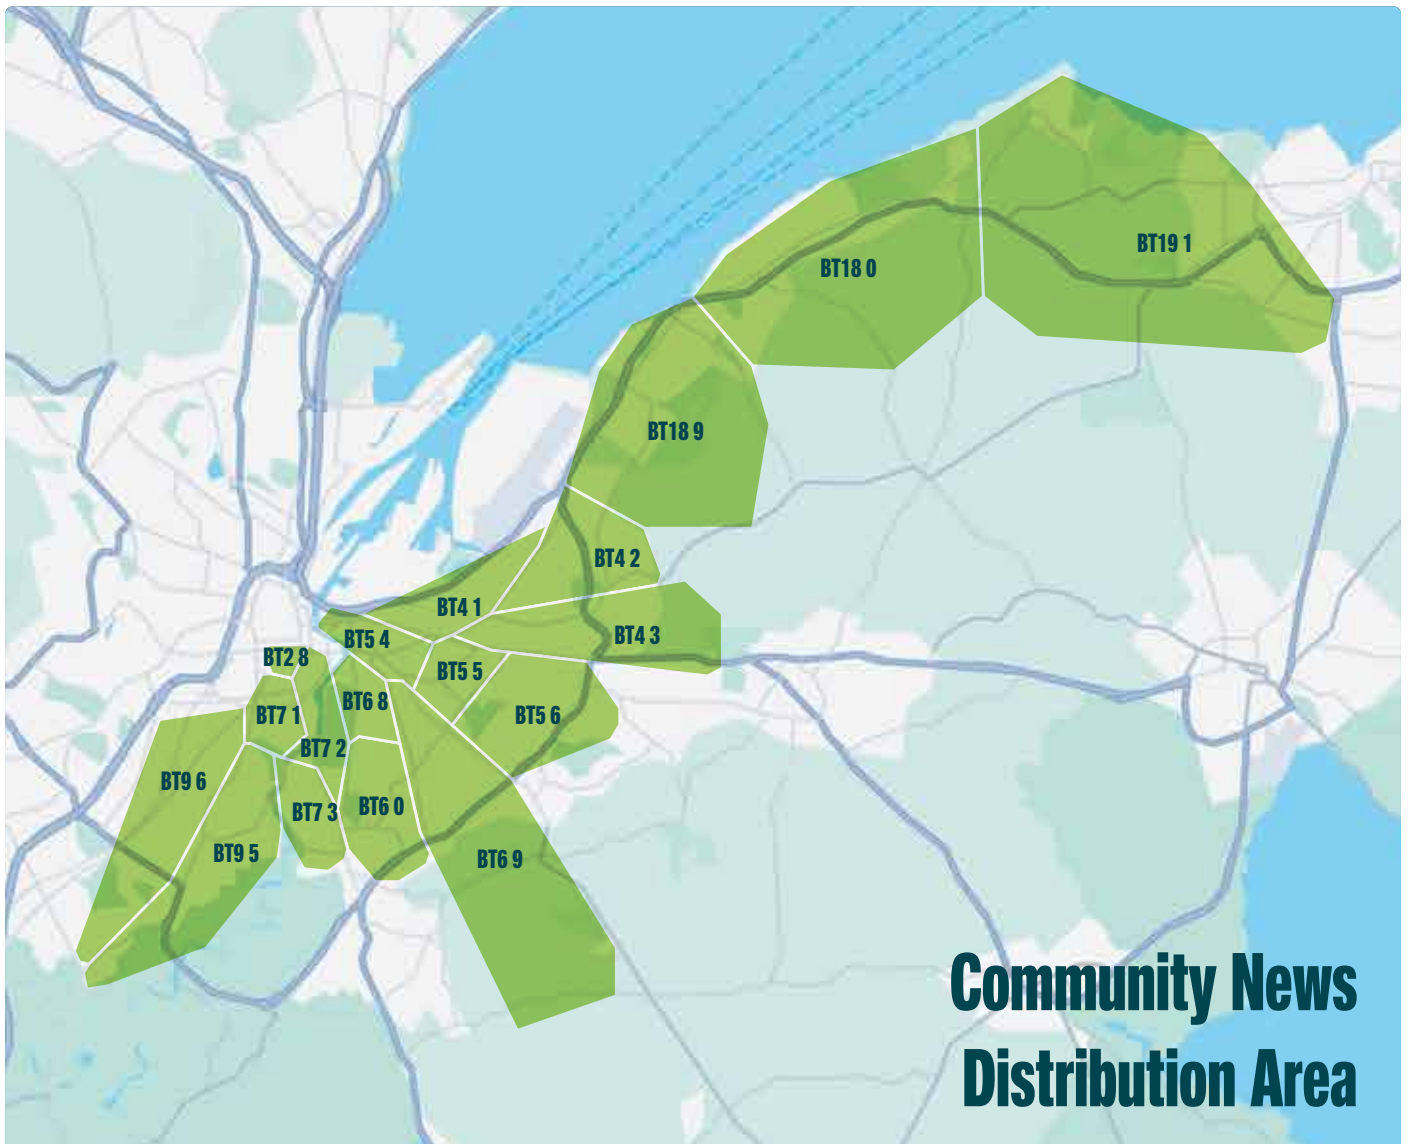 BT19 1
BT18 0
BT18 9
BT4 2
BT4 1
BT4 3
BT5 4
BT2 8
BT5 5
BT6 8
BT7 1
BT5 6
BT7 2
BT9 6
BT6 0
BT7 3
BT9 5
BT6 9
Community News
Distribution Area